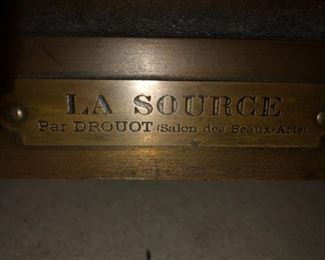 LA SOURCE
Par DROUOT (Salon des Beaux-Arts)